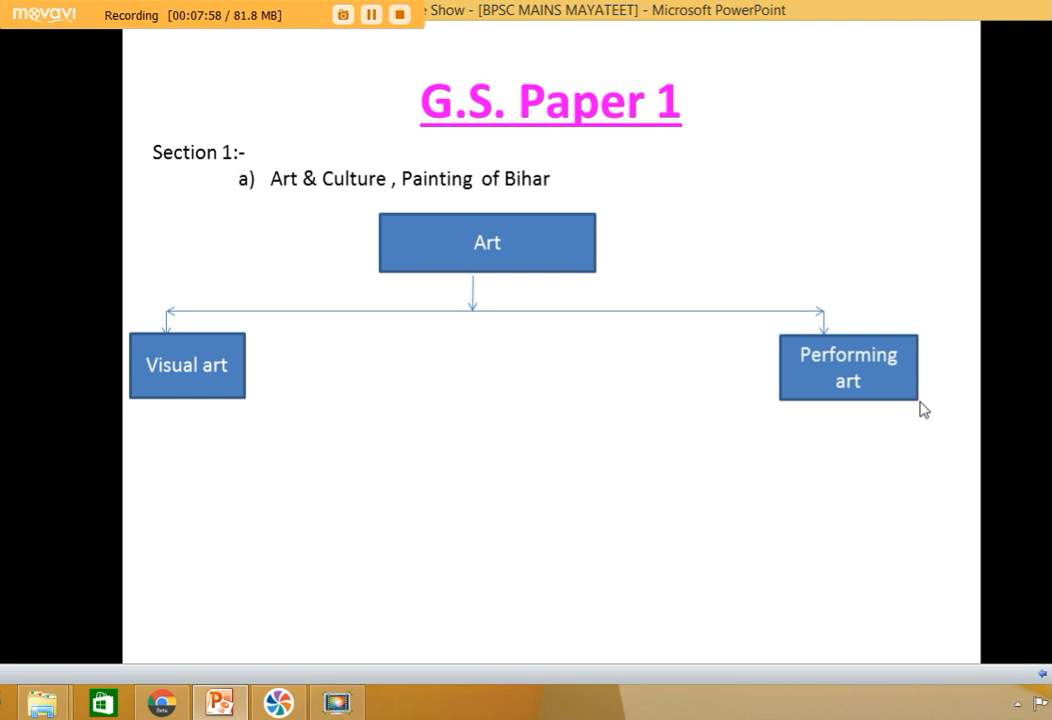 movavi Recording [00:07:58 / 81.8 MB] : e Show - [BPSC MAINS MAYATEET] - Microsoft PowerPoint
G.S. Paper 1
Section 1:-
a) Art & Culture , Painting of Bihar
Art
Visual art
Performing
art
Beta